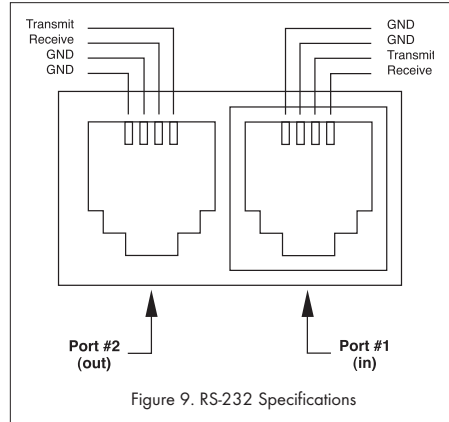 Transmit
Receive
GND
GND
GND
GND
Transmit
Receive
Port #2
(out)
Port #1
(in)
Figure 9. RS-232 Specifications